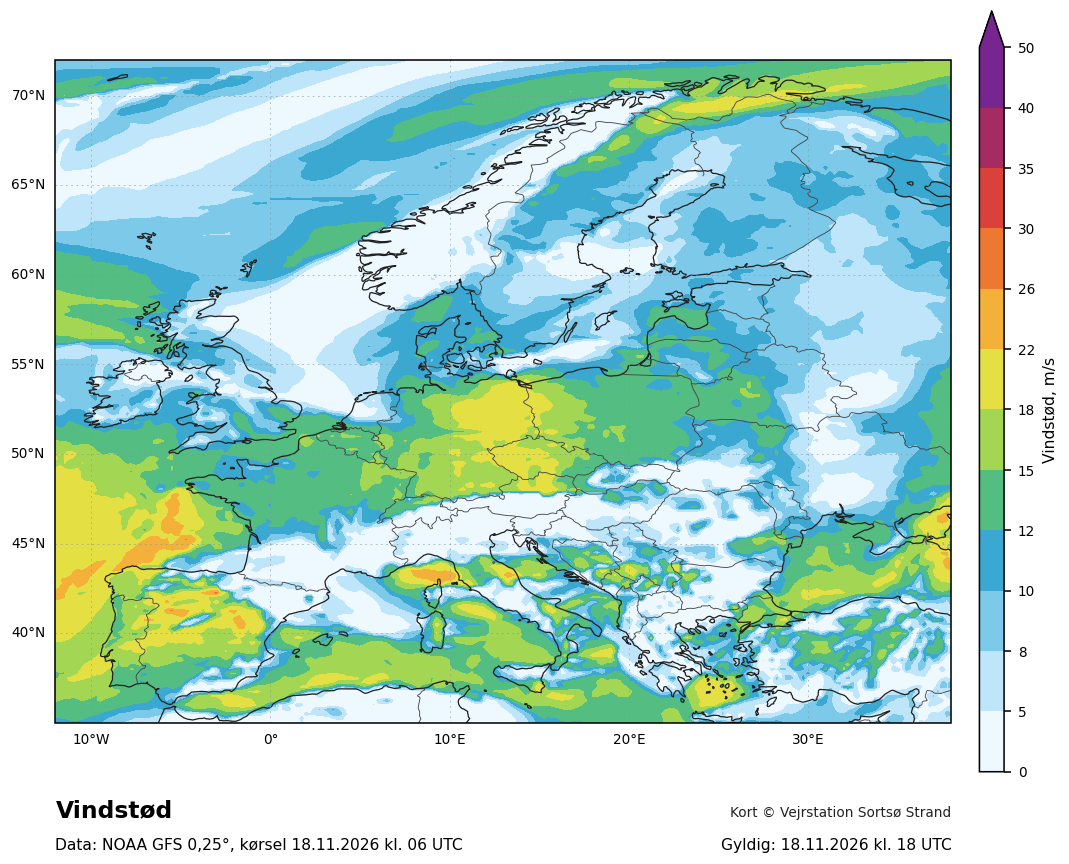 50
40
35
30
26
22
18
15
12
10
8
5
0
Vindstød, m/s
70°N
65°N
60°N
55°N
50°N
45°N
40°N
10°W
0°
10°E
20°E
30°E
Vindstød
Kort © Vejrstation Sortsø Strand
Data: NOAA GFS 0,25°, kørsel 18.11.2026 kl. 06 UTC
Gyldig: 18.11.2026 kl. 18 UTC